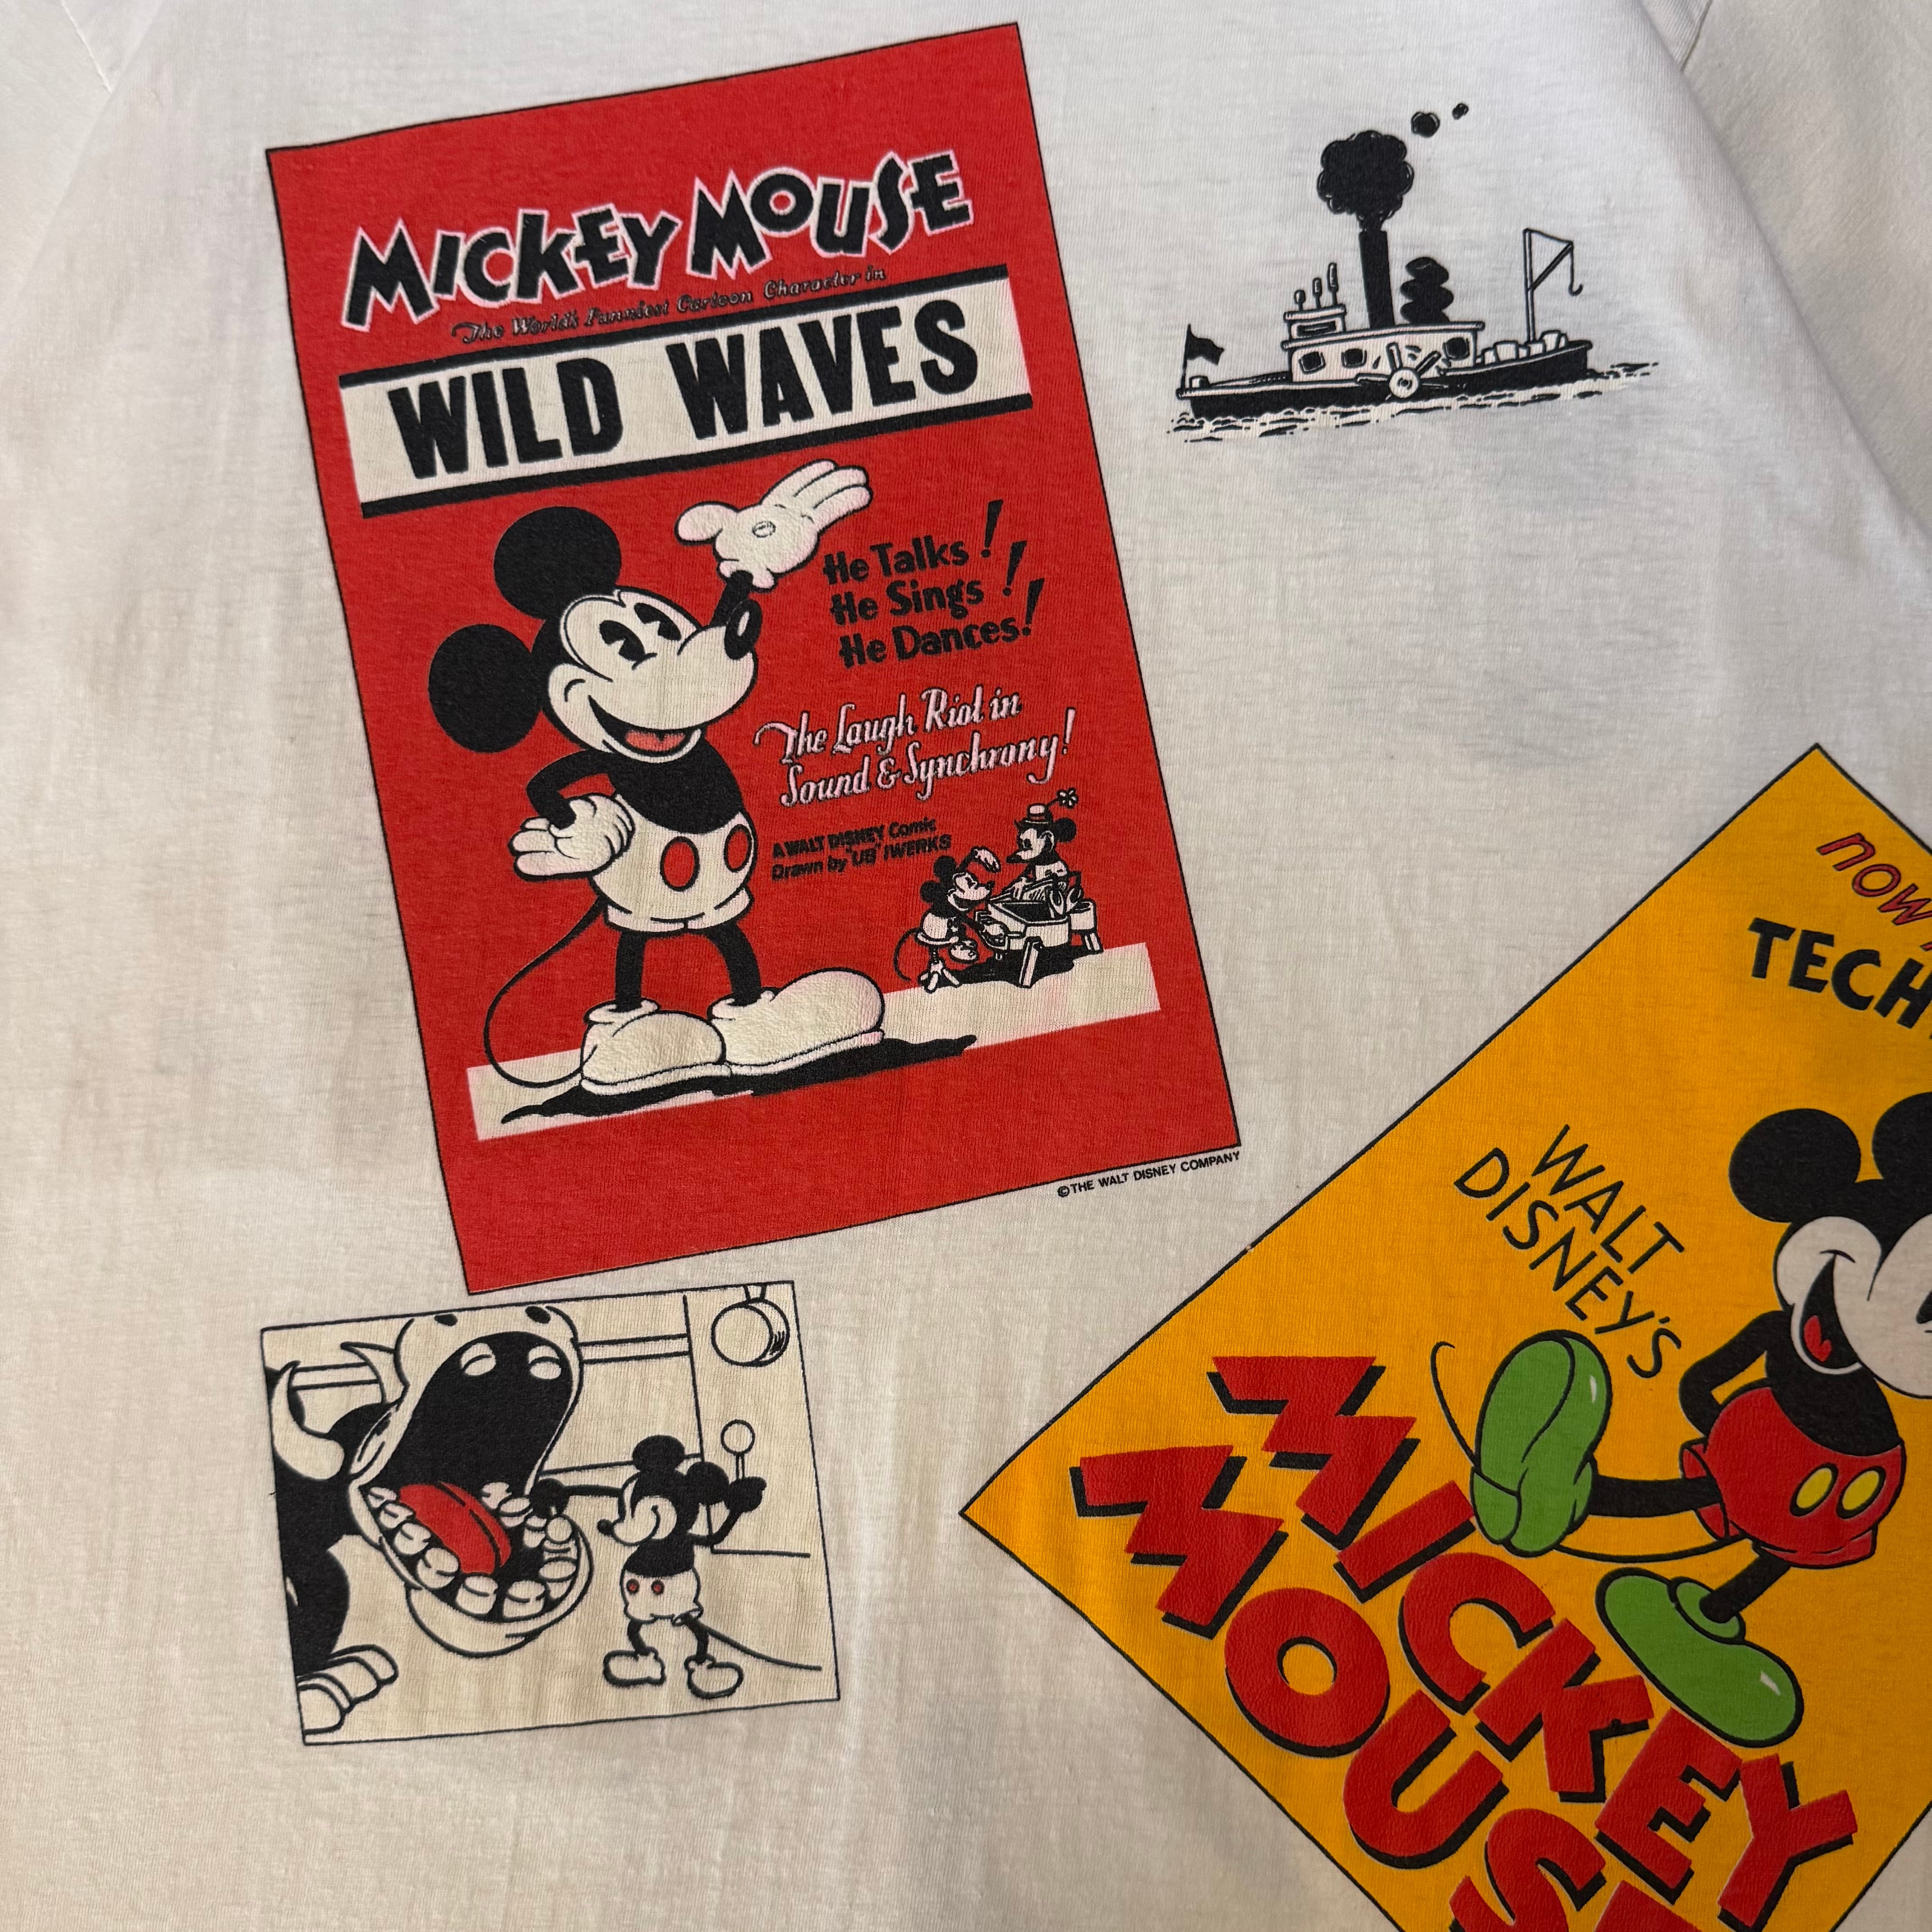 MICKEY MOUSE
The World's Funniest Cartoon Character in
WILD WAVES
He Talks!
He Sings!
He Dances!
The Laugh Riot in
Sound & Synchrony!
A WALT DISNEY Comic
Drawn by "UB" IWERKS
©THE WALT DISNEY COMPANY
now
TECH
WALT
DISNEY'S
MICKEY
MOUSE